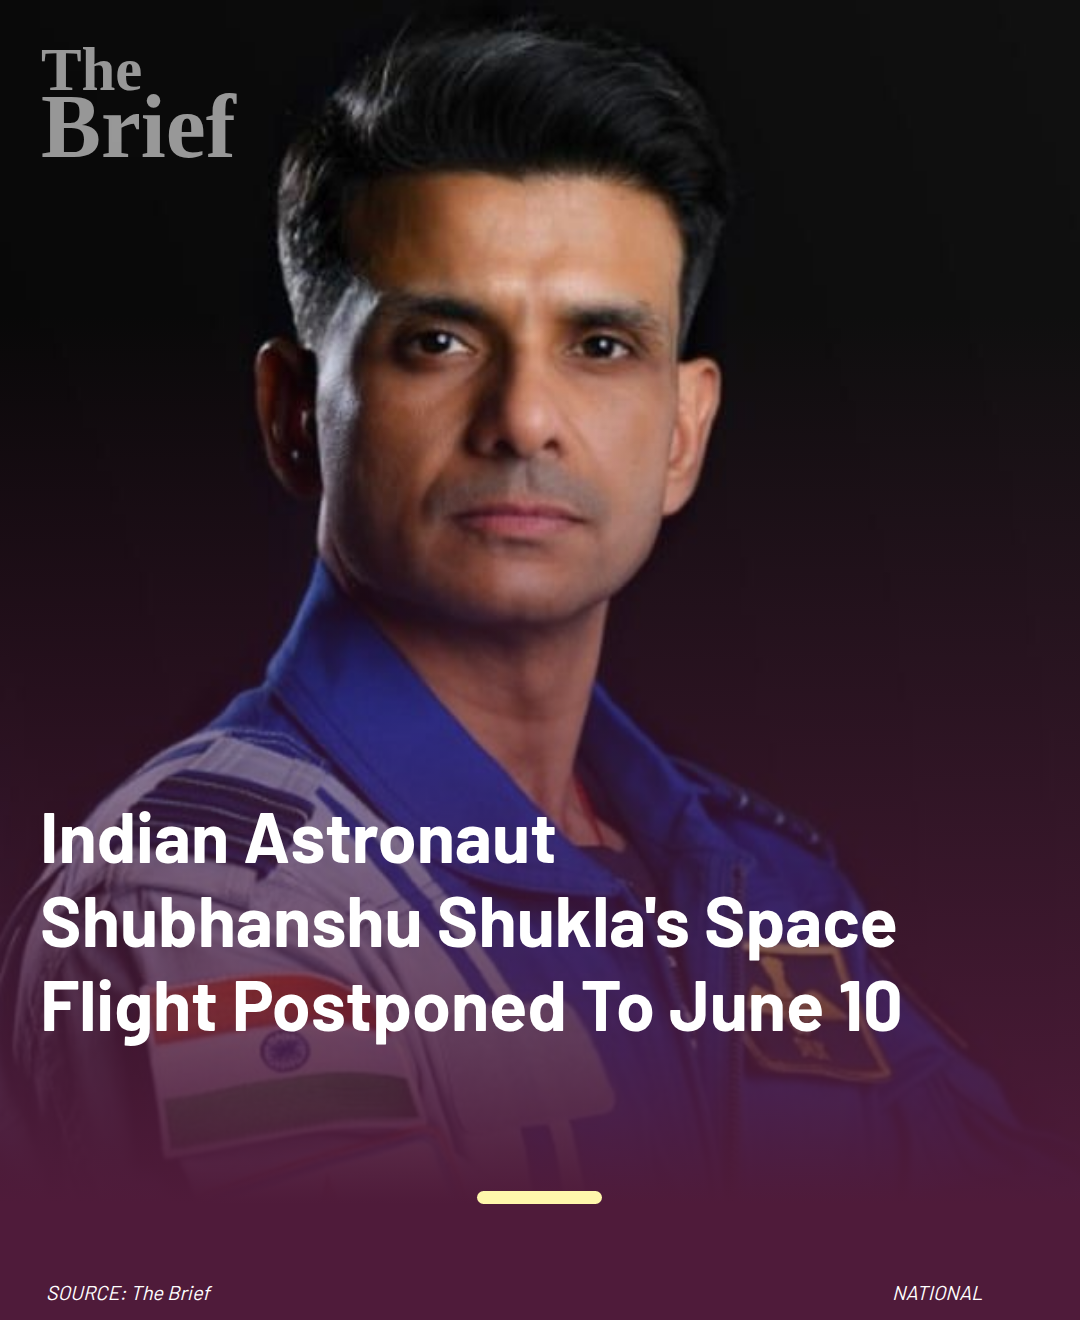 The
Brief
Indian Astronaut
Shubhanshu Shukla's Space
Flight Postponed To June 10
SOURCE: The Brief
NATIONAL